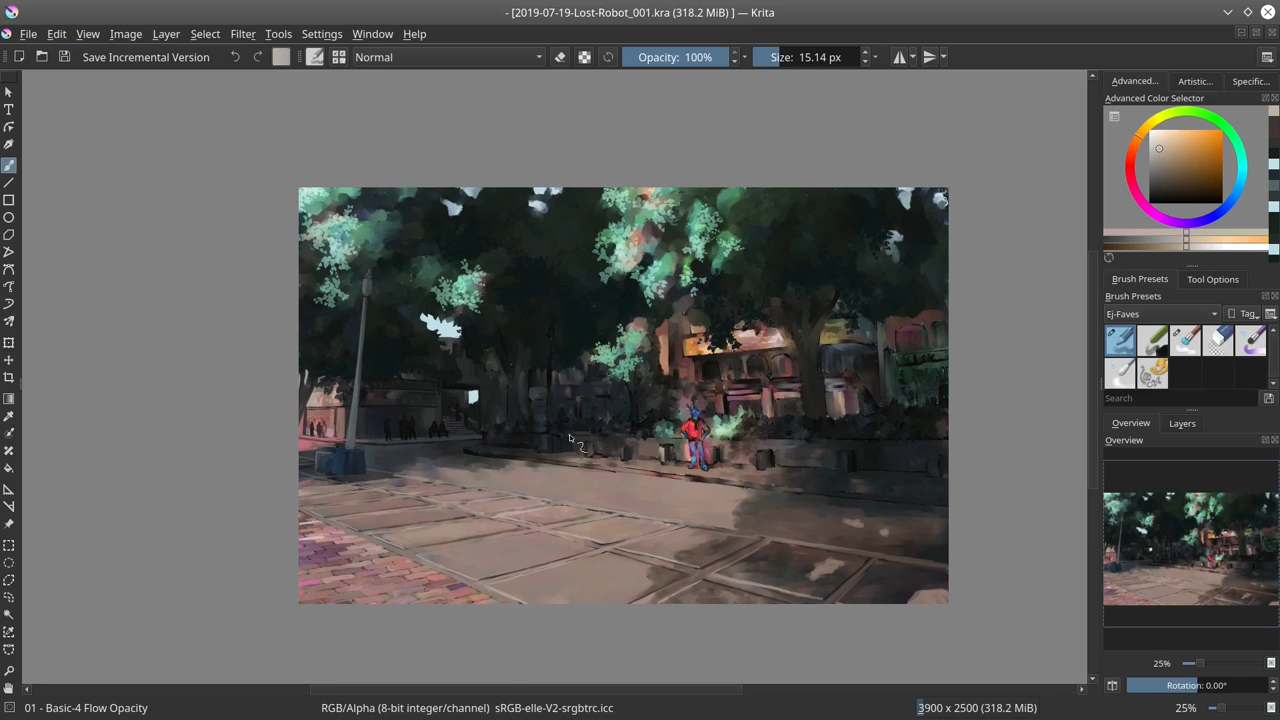 - [2019-07-19-Lost-Robot_001.kra (318.2 MiB) ] — Krita
File Edit View Image Layer Select Filter Tools Settings Window Help
Save Incremental Version Normal Opacity: 100% Size: 15.14 px
Advanced... Artistic... Specific...
Advanced Color Selector
Brush Presets Tool Options
Brush Presets
Ej-Faves Tag
Search
Overview Layers
Overview
25%
Rotation: 0.00°
01 - Basic-4 Flow Opacity RGB/Alpha (8-bit integer/channel) sRGB-elle-V2-srgbtrc.icc 3900 x 2500 (318.2 MiB) 25%